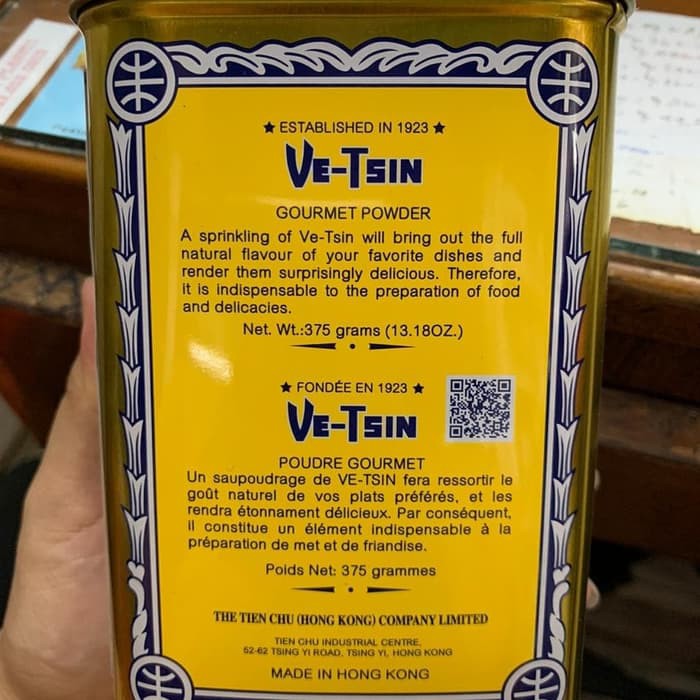 ★ ESTABLISHED IN 1923 ★
VE-TSIN
GOURMET POWDER
A sprinkling of Ve-Tsin will bring out the full
natural flavour of your favorite dishes and
render them surprisingly delicious. Therefore,
it is indispensable to the preparation of food
and delicacies.
Net. Wt.:375 grams (13.18OZ.)
★ FONDÉE EN 1923 ★
VE-TSIN
POUDRE GOURMET
Un saupoudrage de VE-TSIN fera ressortir le
goût naturel de vos plats préférés, et les
rendra étonnament délicieux. Par conséquent,
il constitue un élément indispensable à la
préparation de met et de friandise.
Poids Net: 375 grammes
THE TIEN CHU (HONG KONG) COMPANY LIMITED
TIEN CHU INDUSTRIAL CENTRE,
52-62 TSING YI ROAD, TSING YI, HONG KONG
MADE IN HONG KONG